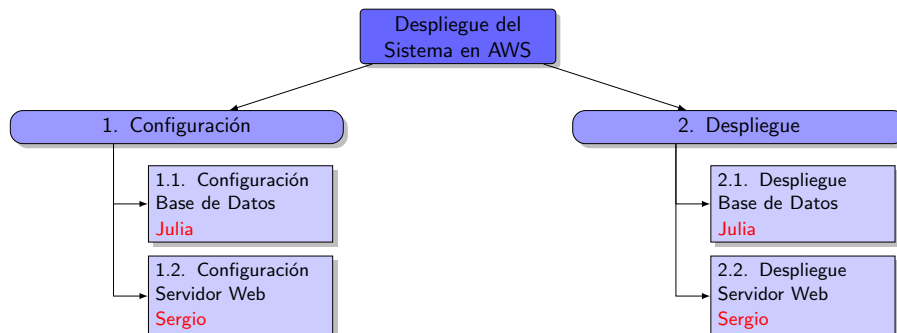 Despliegue del
Sistema en AWS
1. Configuración
2. Despliegue
1.1. Configuración
Base de Datos
Julia
1.2. Configuración
Servidor Web
Sergio
2.1. Despliegue
Base de Datos
Julia
2.2. Despliegue
Servidor Web
Sergio